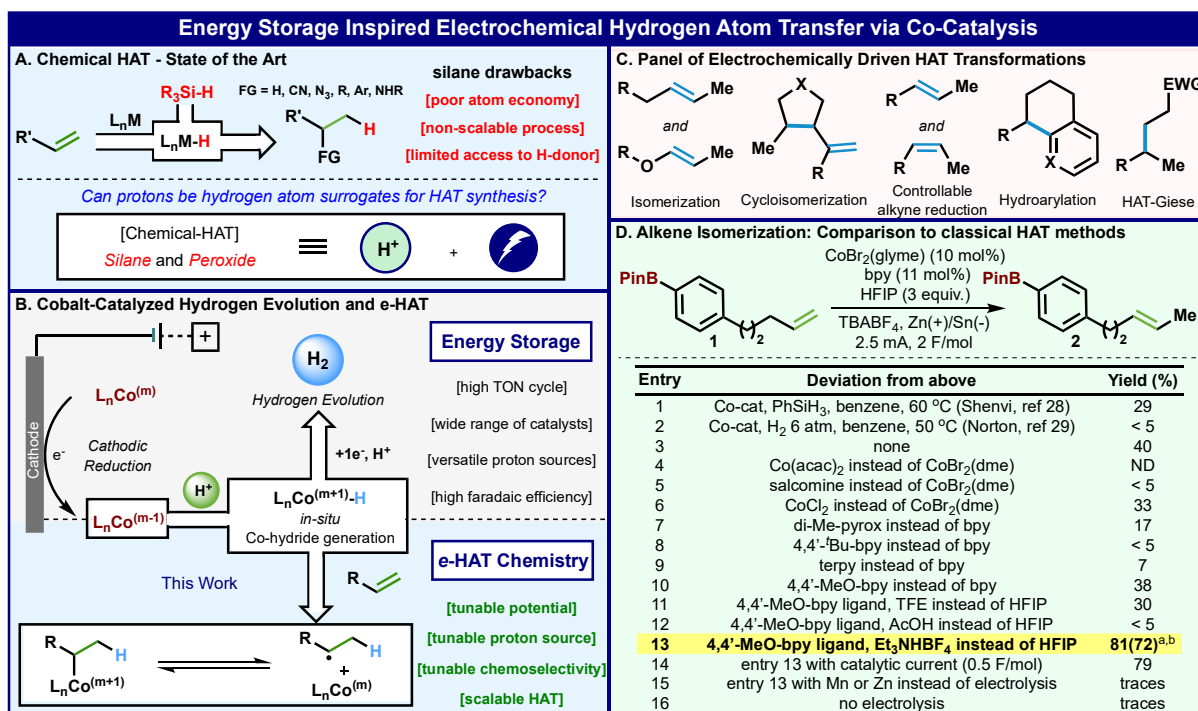 Energy Storage Inspired Electrochemical Hydrogen Atom Transfer via Co-Catalysis
A. Chemical HAT - State of the Art
R3Si-H
LnM
LnM-H
R'
FG = H, CN, N3, R, Ar, NHR
H
FG
silane drawbacks
[poor atom economy]
[non-scalable process]
[limited access to H-donor]
Can protons be hydrogen atom surrogates for HAT synthesis?
[Chemical-HAT]
Silane and Peroxide
≡
H+
+
B. Cobalt-Catalyzed Hydrogen Evolution and e-HAT
+
Cathode
LnCo(m)
e-
Cathodic
Reduction
H+
LnCo(m-1)
H2
Hydrogen Evolution
+1e-, H+
LnCo(m+1)-H
in-situ
Co-hydride generation
Energy Storage
[high TON cycle]
[wide range of catalysts]
[versatile proton sources]
[high faradaic efficiency]
This Work
R
e-HAT Chemistry
[tunable potential]
[tunable proton source]
[tunable chemoselectivity]
[scalable HAT]
R
H
LnCo(m+1)
R
H
+
LnCo(m)
C. Panel of Electrochemically Driven HAT Transformations
R
Me
and
R
O
Me
Isomerization
X
Me
R
Cycloisomerization
R
Me
and
R
Me
Controllable
alkyne reduction
R
X
Hydroarylation
EWG
R
Me
HAT-Giese
D. Alkene Isomerization: Comparison to classical HAT methods
PinB
( )2
1
CoBr2(glyme) (10 mol%)
bpy (11 mol%)
HFIP (3 equiv.)
TBABF4, Zn(+)/Sn(-)
2.5 mA, 2 F/mol
PinB
( )2
Me
2
Entry Deviation from above Yield (%)
1 Co-cat, PhSiH3, benzene, 60 °C (Shenvi, ref 28) 29
2 Co-cat, H2 6 atm, benzene, 50 °C (Norton, ref 29) < 5
3 none 40
4 Co(acac)2 instead of CoBr2(dme) ND
5 salcomine instead of CoBr2(dme) < 5
6 CoCl2 instead of CoBr2(dme) 33
7 di-Me-pyrox instead of bpy 17
8 4,4'-tBu-bpy instead of bpy < 5
9 terpy instead of bpy 7
10 4,4'-MeO-bpy instead of bpy 38
11 4,4'-MeO-bpy ligand, TFE instead of HFIP 30
12 4,4'-MeO-bpy ligand, AcOH instead of HFIP < 5
13 4,4'-MeO-bpy ligand, Et3NHBF4 instead of HFIP 81(72)a,b
14 entry 13 with catalytic current (0.5 F/mol) 79
15 entry 13 with Mn or Zn instead of electrolysis traces
16 no electrolysis traces